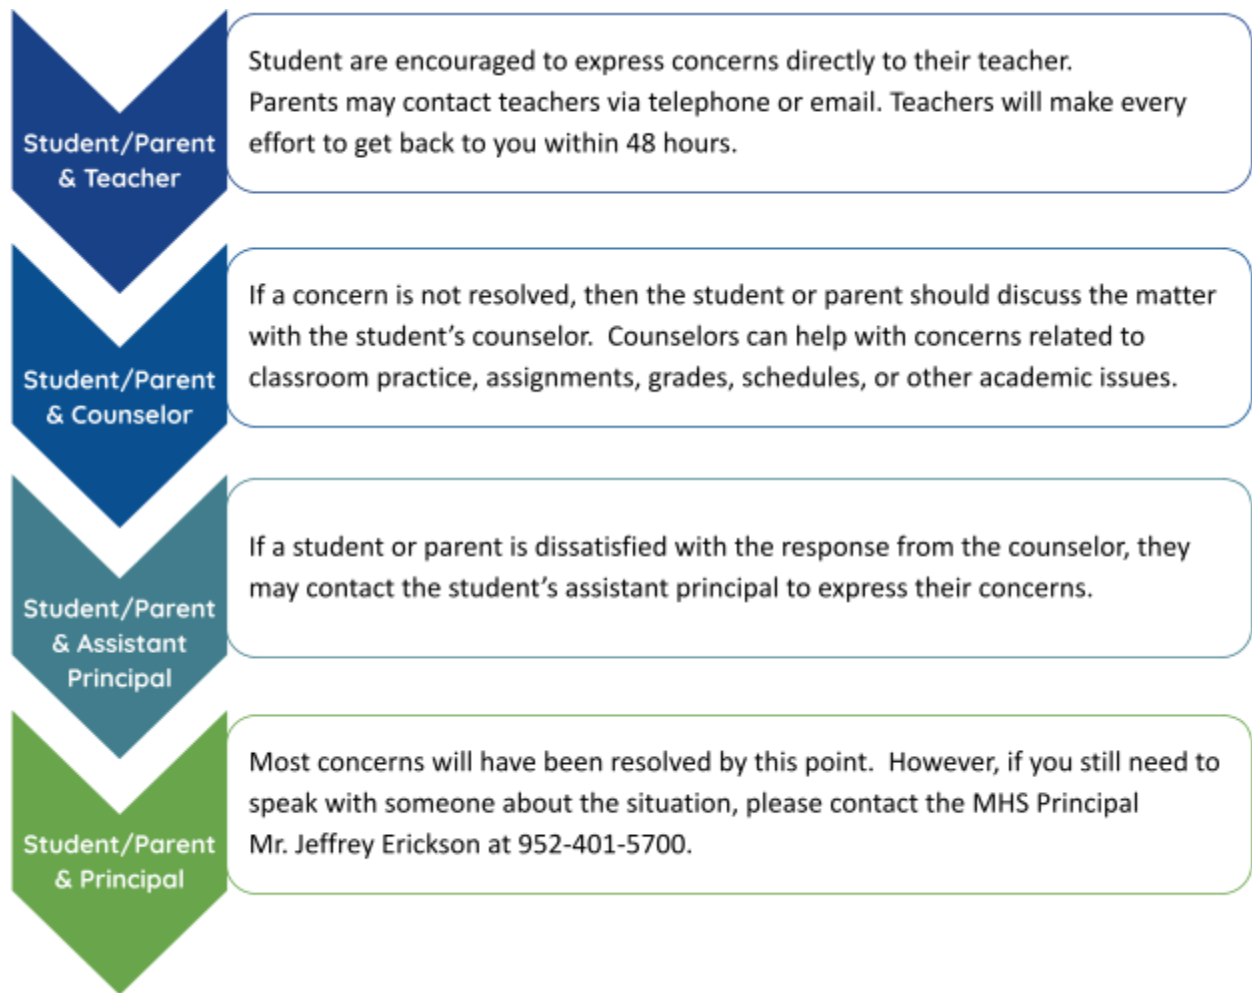 Student/Parent
& Teacher
Student are encouraged to express concerns directly to their teacher.
Parents may contact teachers via telephone or email. Teachers will make every
effort to get back to you within 48 hours.
Student/Parent
& Counselor
If a concern is not resolved, then the student or parent should discuss the matter
with the student’s counselor.  Counselors can help with concerns related to
classroom practice, assignments, grades, schedules, or other academic issues.
Student/Parent
& Assistant
Principal
If a student or parent is dissatisfied with the response from the counselor, they
may contact the student’s assistant principal to express their concerns.
Student/Parent
& Principal
Most concerns will have been resolved by this point.  However, if you still need to
speak with someone about the situation, please contact the MHS Principal
Mr. Jeffrey Erickson at 952-401-5700.